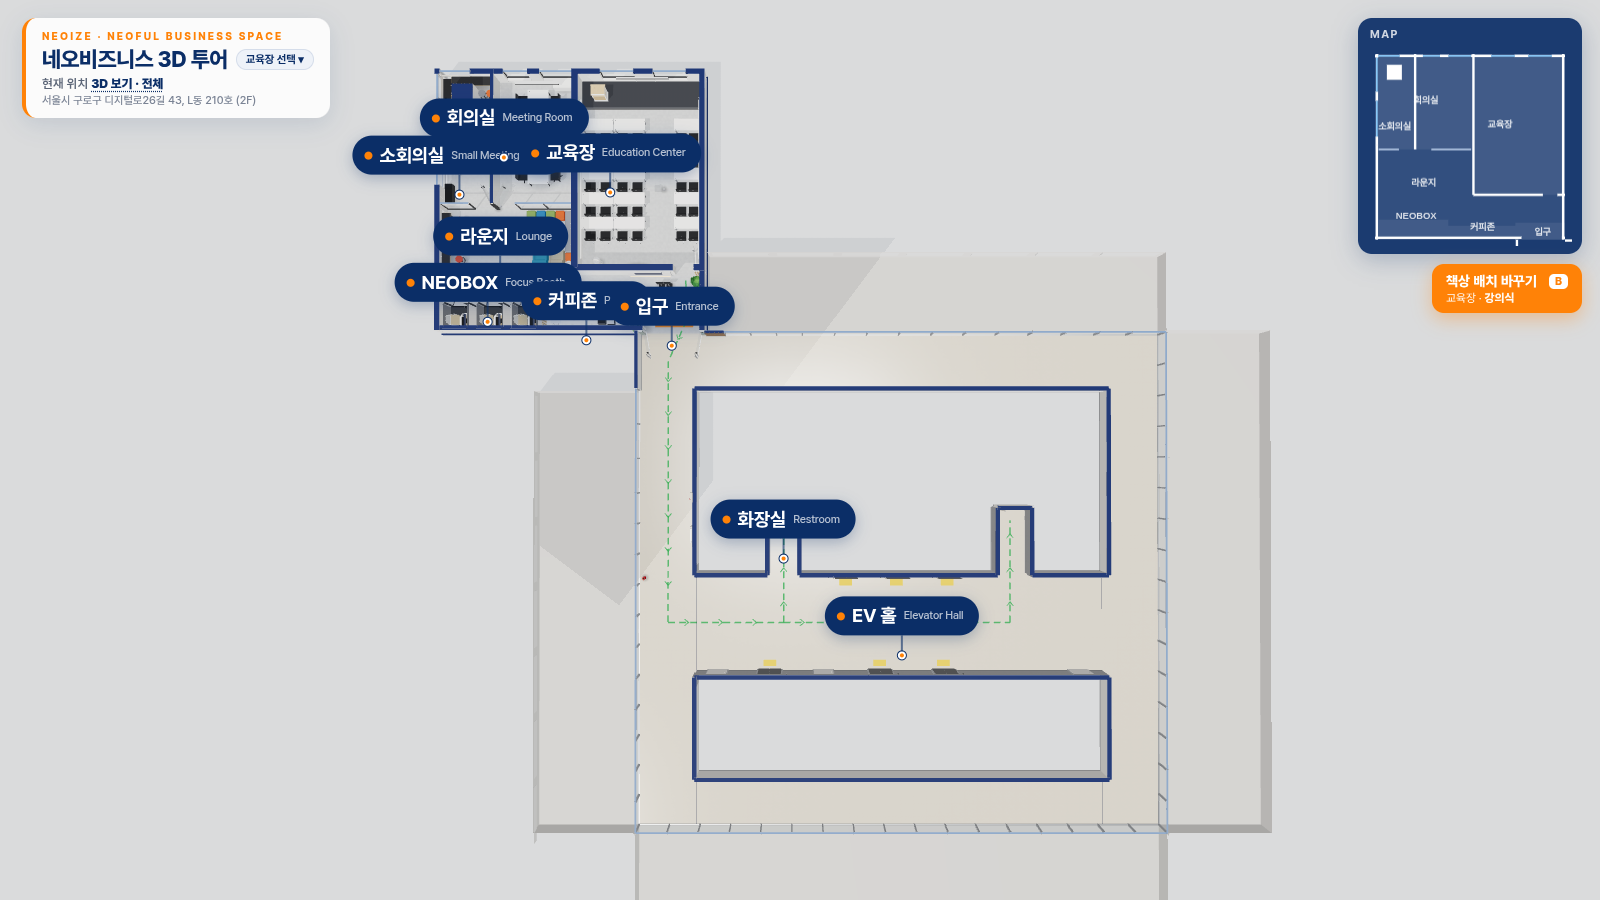 NEOIZE · NEOFUL BUSINESS SPACE
네오비즈니스 3D 투어 교육장 선택 ▾
현재 위치 3D 보기 · 전체
서울시 구로구 디지털로26길 43, L동 210호 (2F)
MAP
회의실
소회의실
교육장
라운지
NEOBOX
커피존
입구
책상 배치 바꾸기 B
교육장 · 강의식
회의실 Meeting Room
소회의실 Small Meeting
교육장 Education Center
라운지 Lounge
NEOBOX Focus Booth
커피존 P
입구 Entrance
화장실 Restroom
EV 홀 Elevator Hall